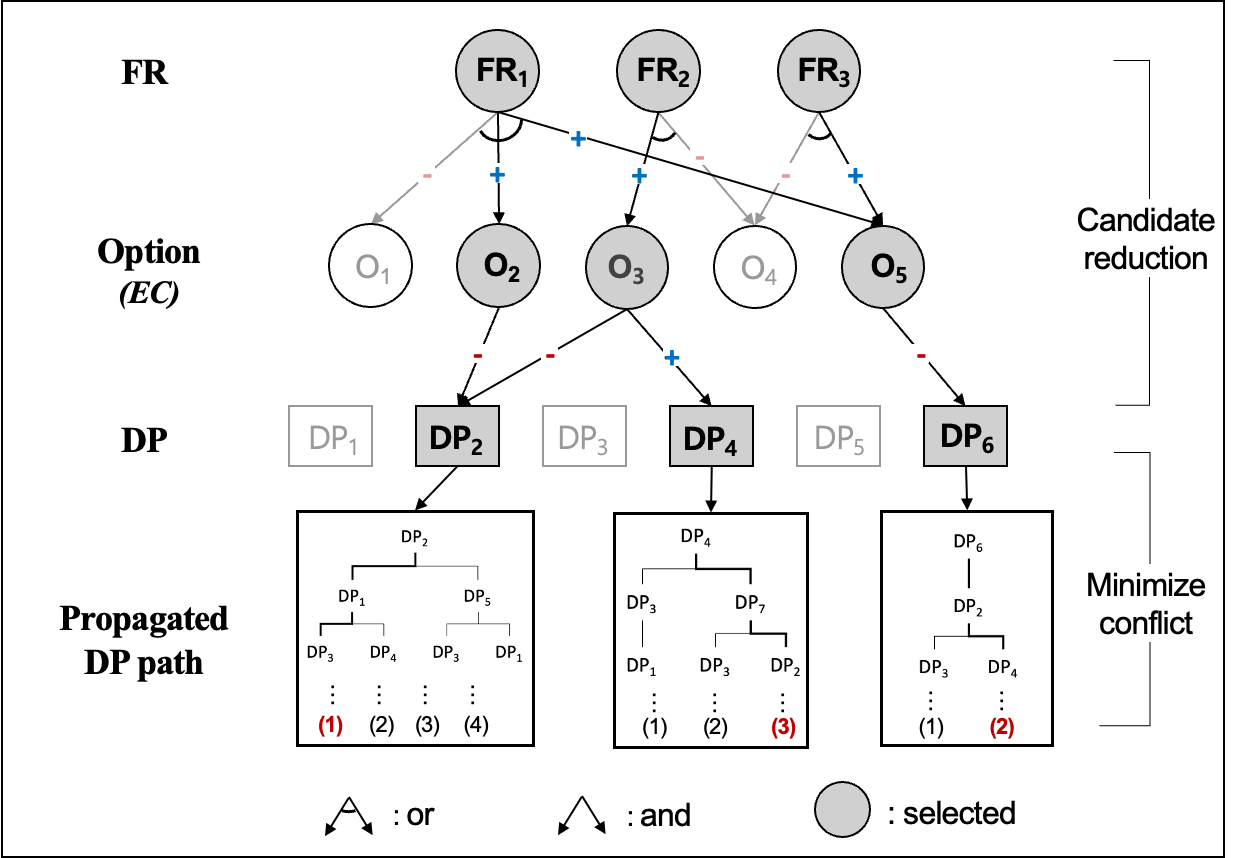 FR
FR₁ FR₂ FR₃
- + + + - - +
Option
(EC)
O₁ O₂ O₃ O₄ O₅
Candidate
reduction
- - + -
DP
DP₁ DP₂ DP₃ DP₄ DP₅ DP₆
Propagated
DP path
DP₂
DP₁ DP₅
DP₃ DP₄ DP₃ DP₁
⋮ ⋮ ⋮ ⋮
(1) (2) (3) (4)
DP₄
DP₃ DP₇
DP₁ DP₃ DP₂
⋮ ⋮ ⋮
(1) (2) (3)
DP₆
DP₂
DP₃ DP₄
⋮ ⋮
(1) (2)
Minimize
conflict
: or
: and
: selected